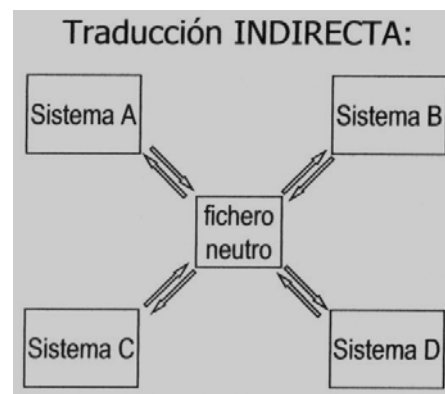 Traducción INDIRECTA:
Sistema A
Sistema B
fichero
neutro
Sistema C
Sistema D